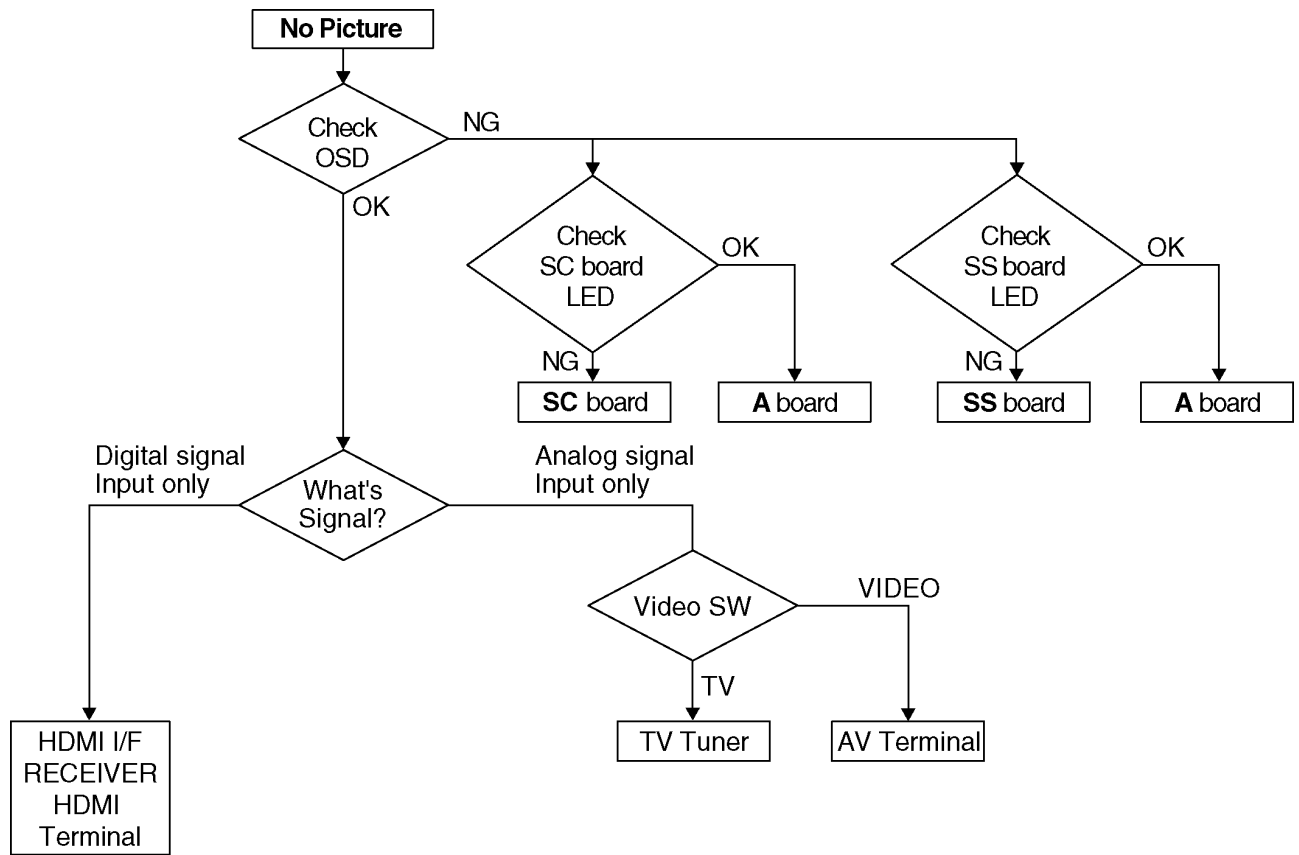 No Picture
Check
OSD
NG
OK
Check
SC board
LED
OK
NG
SC board
A board
Check
SS board
LED
OK
NG
SS board
A board
Digital signal
Input only
What's
Signal?
Analog signal
Input only
Video SW
VIDEO
TV
HDMI I/F
RECEIVER
HDMI
Terminal
TV Tuner
AV Terminal